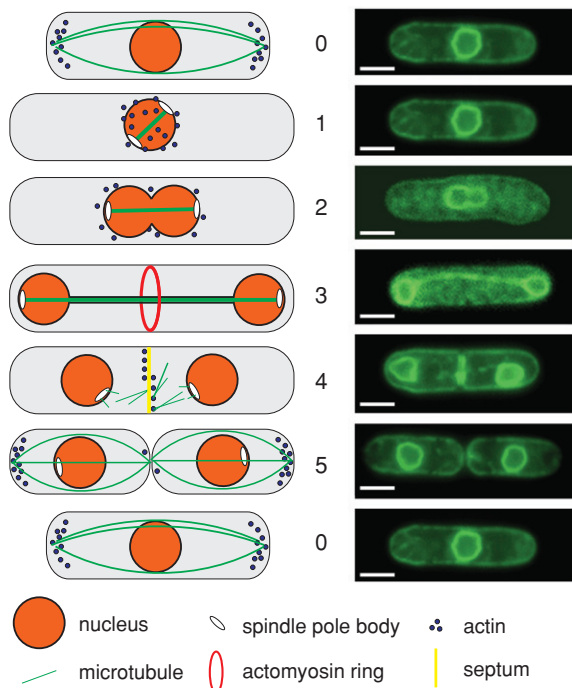 0
1
2
3
4
5
0
nucleus
spindle pole body
actin
microtubule
actomyosin ring
septum